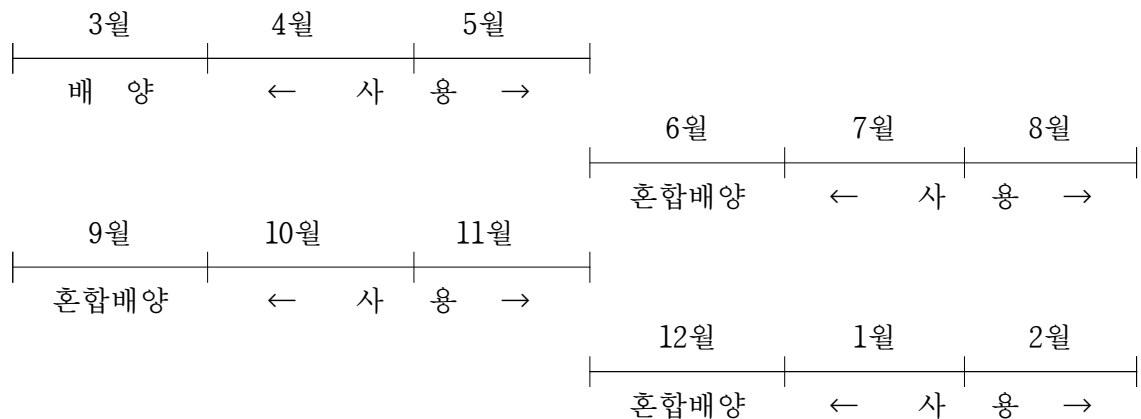 3월 4월 5월
배 양 ← 사 용 →
6월 7월 8월
혼합배양 ← 사 용 →
9월 10월 11월
혼합배양 ← 사 용 →
12월 1월 2월
혼합배양 ← 사 용 →